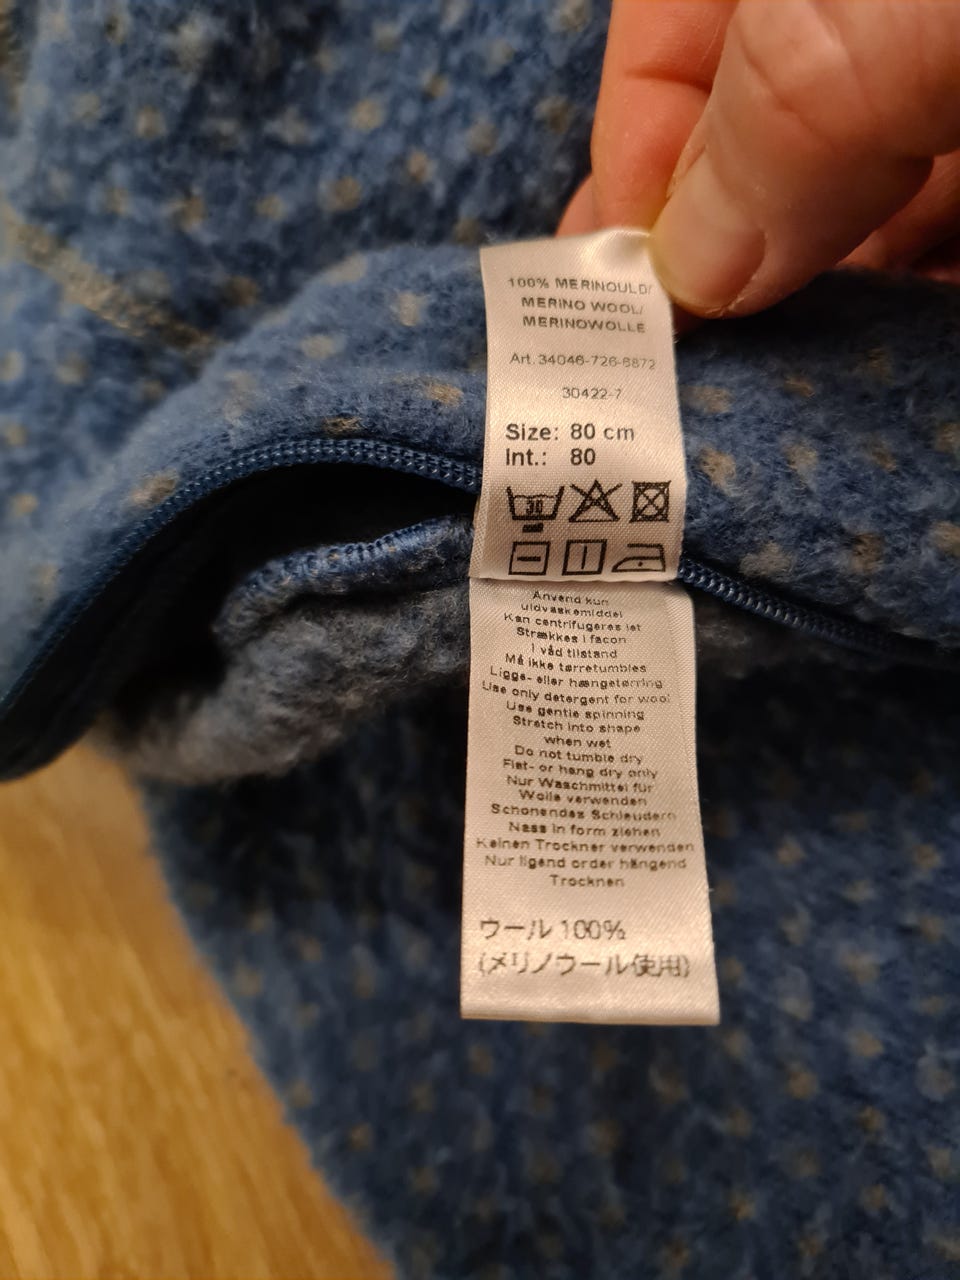 100% MERINOULD/
MERINO WOOL/
MERINOWOLLE
Art. 34046-726-6872
30422-7
Size: 80 cm
Int.: 80
30
Anvend kun
uldvaskemiddel
Kan centrifugeres let
Strækkes i facon
i våd tilstand
Må ikke tørretumbles
Ligge- eller hængetørring
Use only detergent for wool
Use gentle spinning
Stretch into shape
when wet
Do not tumble dry
Flat- or hang dry only
Nur Waschmittel für
Wolle verwenden
Schonendes Schleudern
Nass in form ziehen
Keinen Trockner verwenden
Nur ligend order hängend
Trocknen
ウール 100%
(メリノウール使用)